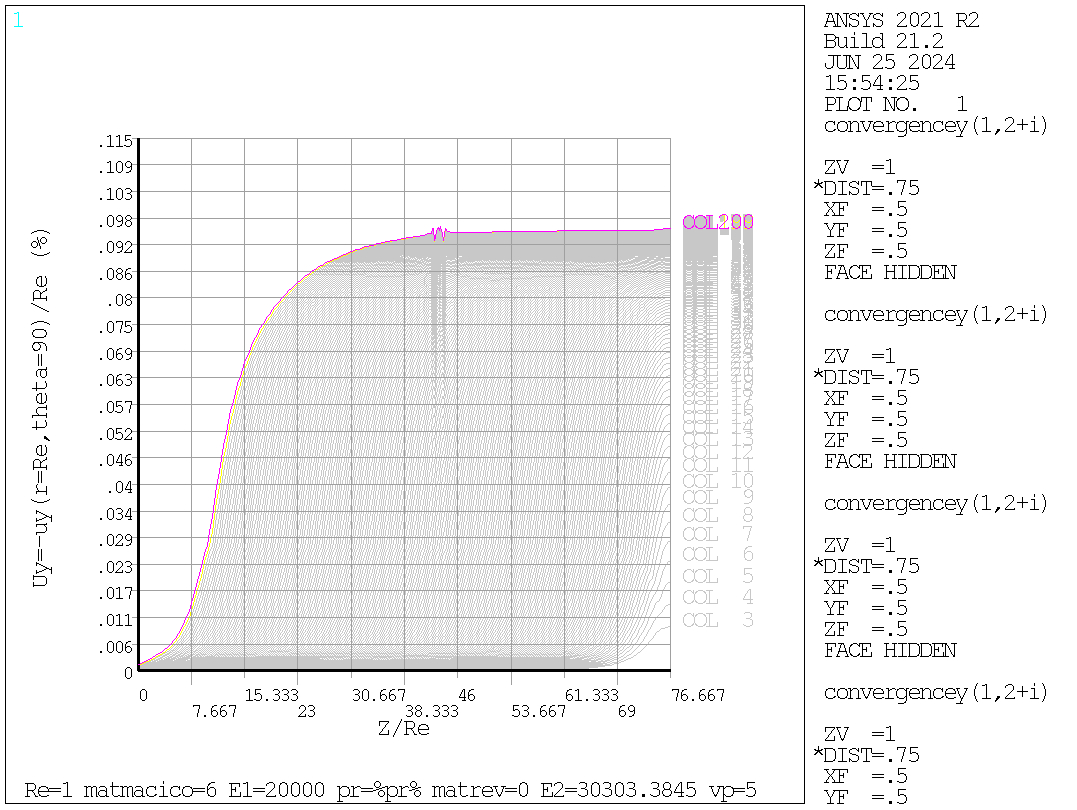 1
ANSYS 2021 R2
Build 21.2
JUN 25 2024
15:54:25
PLOT NO. 1
convergencey(1,2+i)
ZV =1
*DIST=.75
XF =.5
YF =.5
ZF =.5
FACE HIDDEN
convergencey(1,2+i)
ZV =1
*DIST=.75
XF =.5
YF =.5
ZF =.5
FACE HIDDEN
convergencey(1,2+i)
ZV =1
*DIST=.75
XF =.5
YF =.5
ZF =.5
FACE HIDDEN
convergencey(1,2+i)
ZV =1
*DIST=.75
XF =.5
YF =.5
Uy=-uy(r=Re,theta=90)/Re (%)
.115
.109
.103
.098
.092
.086
.08
.075
.069
.063
.057
.052
.046
.04
.034
.029
.023
.017
.011
.006
0
COL200
COL 12
COL 11
COL 10
COL 9
COL 8
COL 7
COL 6
COL 5
COL 4
COL 3
0
7.667
15.333
23
30.667
38.333
46
53.667
61.333
69
76.667
Z/Re
Re=1 matmacico=6 E1=20000 pr=%pr% matrev=0 E2=30303.3845 vp=5